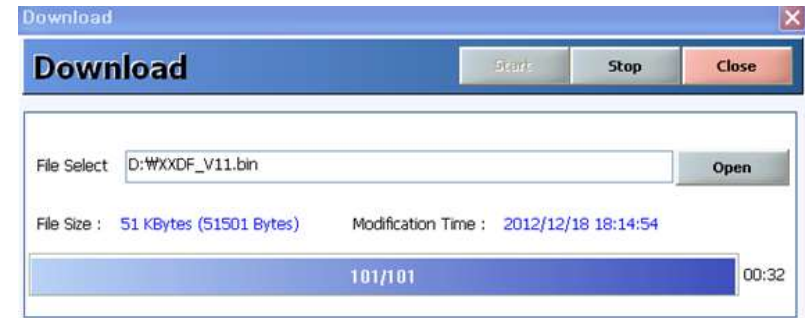 Download
Download Start Stop Close
File Select D:₩XXDF_V11.bin Open
File Size : 51 KBytes (51501 Bytes) Modification Time : 2012/12/18 18:14:54
101/101 00:32